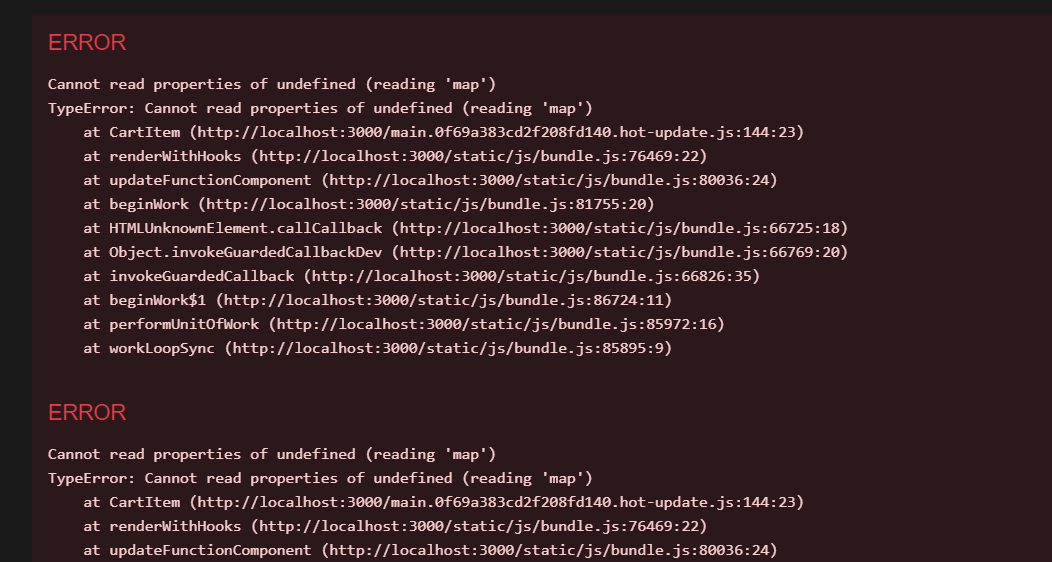 ERROR
Cannot read properties of undefined (reading 'map')
TypeError: Cannot read properties of undefined (reading 'map')
at CartItem (http://localhost:3000/main.0f69a383cd2f208fd140.hot-update.js:144:23)
at renderWithHooks (http://localhost:3000/static/js/bundle.js:76469:22)
at updateFunctionComponent (http://localhost:3000/static/js/bundle.js:80036:24)
at beginWork (http://localhost:3000/static/js/bundle.js:81755:20)
at HTMLUnknownElement.callCallback (http://localhost:3000/static/js/bundle.js:66725:18)
at Object.invokeGuardedCallbackDev (http://localhost:3000/static/js/bundle.js:66769:20)
at invokeGuardedCallback (http://localhost:3000/static/js/bundle.js:66826:35)
at beginWork$1 (http://localhost:3000/static/js/bundle.js:86724:11)
at performUnitOfWork (http://localhost:3000/static/js/bundle.js:85972:16)
at workLoopSync (http://localhost:3000/static/js/bundle.js:85895:9)
ERROR
Cannot read properties of undefined (reading 'map')
TypeError: Cannot read properties of undefined (reading 'map')
at CartItem (http://localhost:3000/main.0f69a383cd2f208fd140.hot-update.js:144:23)
at renderWithHooks (http://localhost:3000/static/js/bundle.js:76469:22)
at updateFunctionComponent (http://localhost:3000/static/js/bundle.js:80036:24)